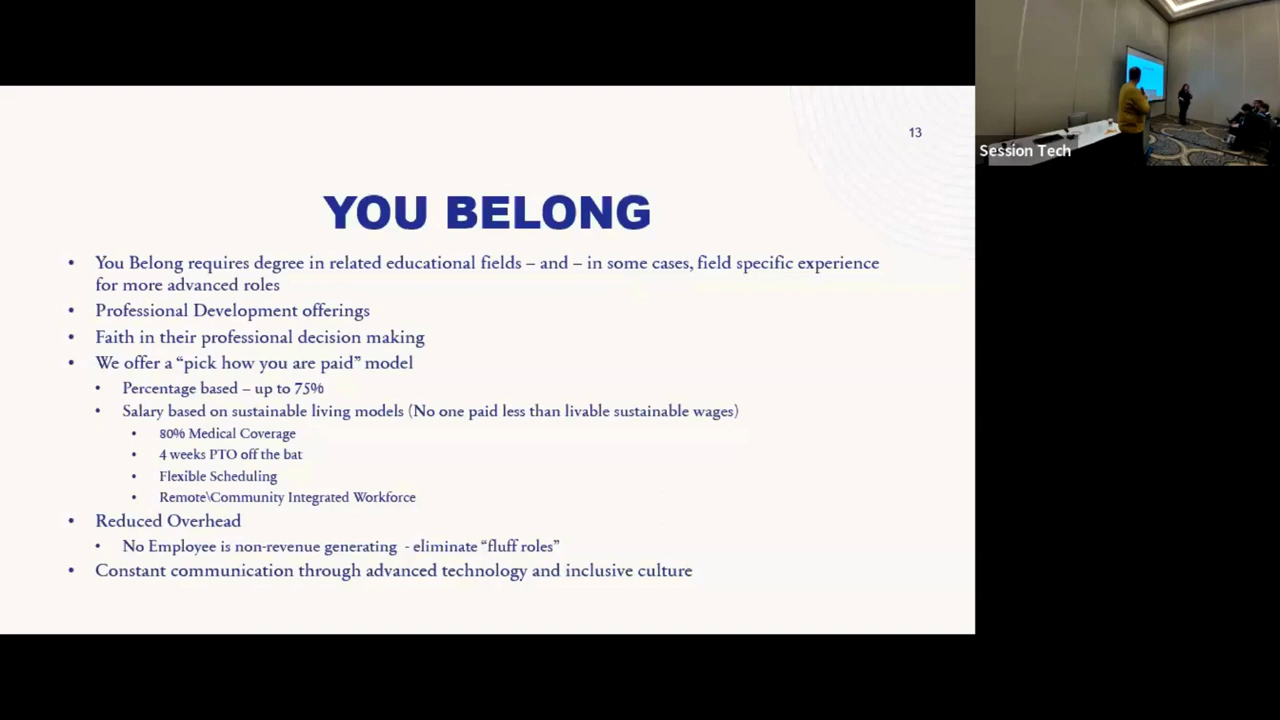 13
YOU BELONG
• You Belong requires degree in related educational fields – and – in some cases, field specific experience
for more advanced roles
• Professional Development offerings
• Faith in their professional decision making
• We offer a “pick how you are paid” model
• Percentage based – up to 75%
• Salary based on sustainable living models (No one paid less than livable sustainable wages)
• 80% Medical Coverage
• 4 weeks PTO off the bat
• Flexible Scheduling
• Remote\Community Integrated Workforce
• Reduced Overhead
• No Employee is non-revenue generating - eliminate “fluff roles”
• Constant communication through advanced technology and inclusive culture
Session Tech